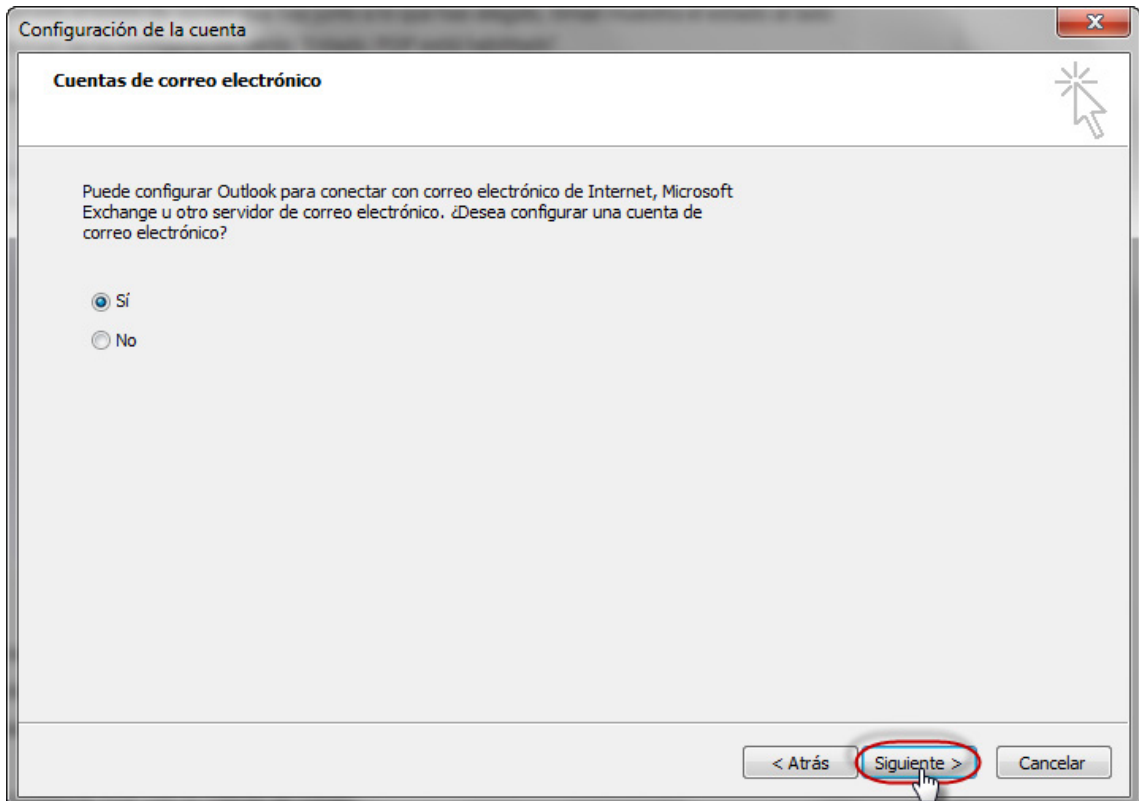 Configuración de la cuenta
Cuentas de correo electrónico
Puede configurar Outlook para conectar con correo electrónico de Internet, Microsoft
Exchange u otro servidor de correo electrónico. ¿Desea configurar una cuenta de
correo electrónico?
Sí
No
< Atrás
Siguiente >
Cancelar